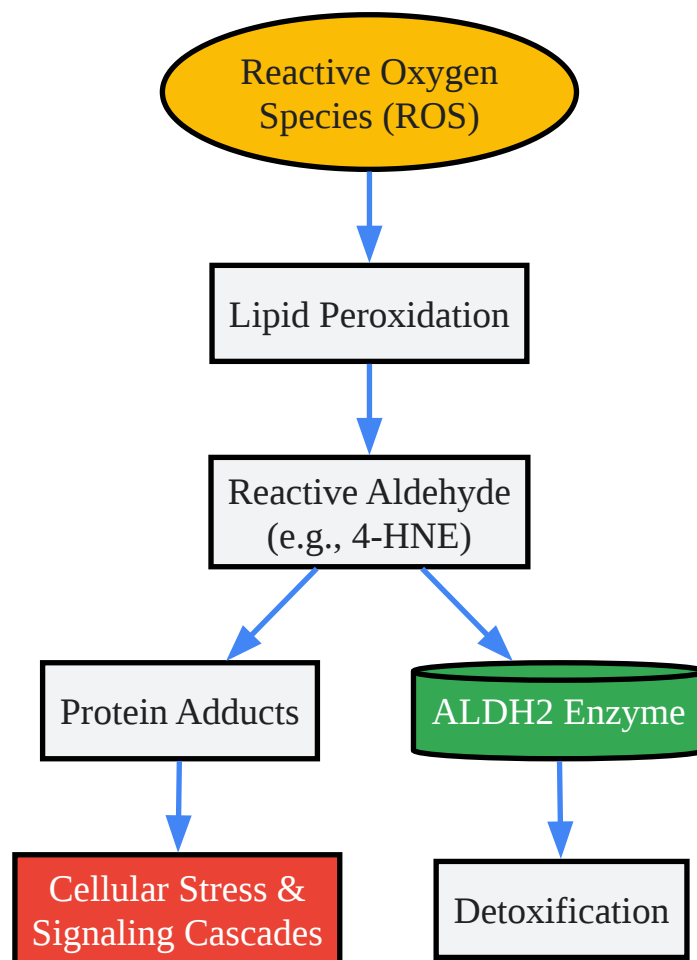 Reactive Oxygen
Species (ROS)
Lipid Peroxidation
Reactive Aldehyde
(e.g., 4-HNE)
Protein Adducts
ALDH2 Enzyme
Cellular Stress &
Signaling Cascades
Detoxification